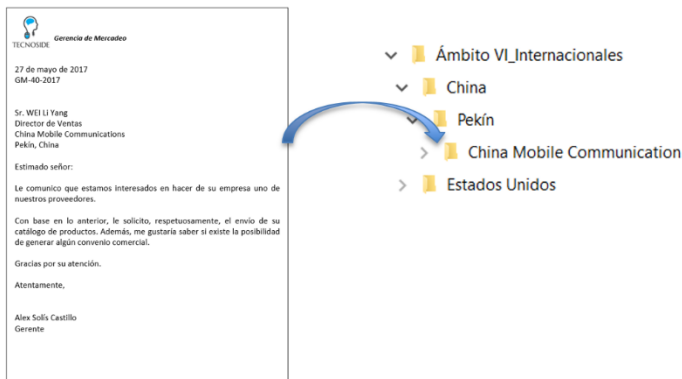 TECNOSIDE
Gerencia de Mercadeo
27 de mayo de 2017
GM-40-2017
Sr. WEI Li Yang
Director de Ventas
China Mobile Communications
Pekín, China
Estimado señor:
Le comunico que estamos interesados en hacer de su empresa uno de
nuestros proveedores.
Con base en lo anterior, le solicito, respetuosamente, el envío de su
catálogo de productos. Además, me gustaría saber si existe la posibilidad
de generar algún convenio comercial.
Gracias por su atención.
Atentamente,
Alex Solís Castillo
Gerente
Ámbito VI_Internacionales
China
Pekín
China Mobile Communication
Estados Unidos